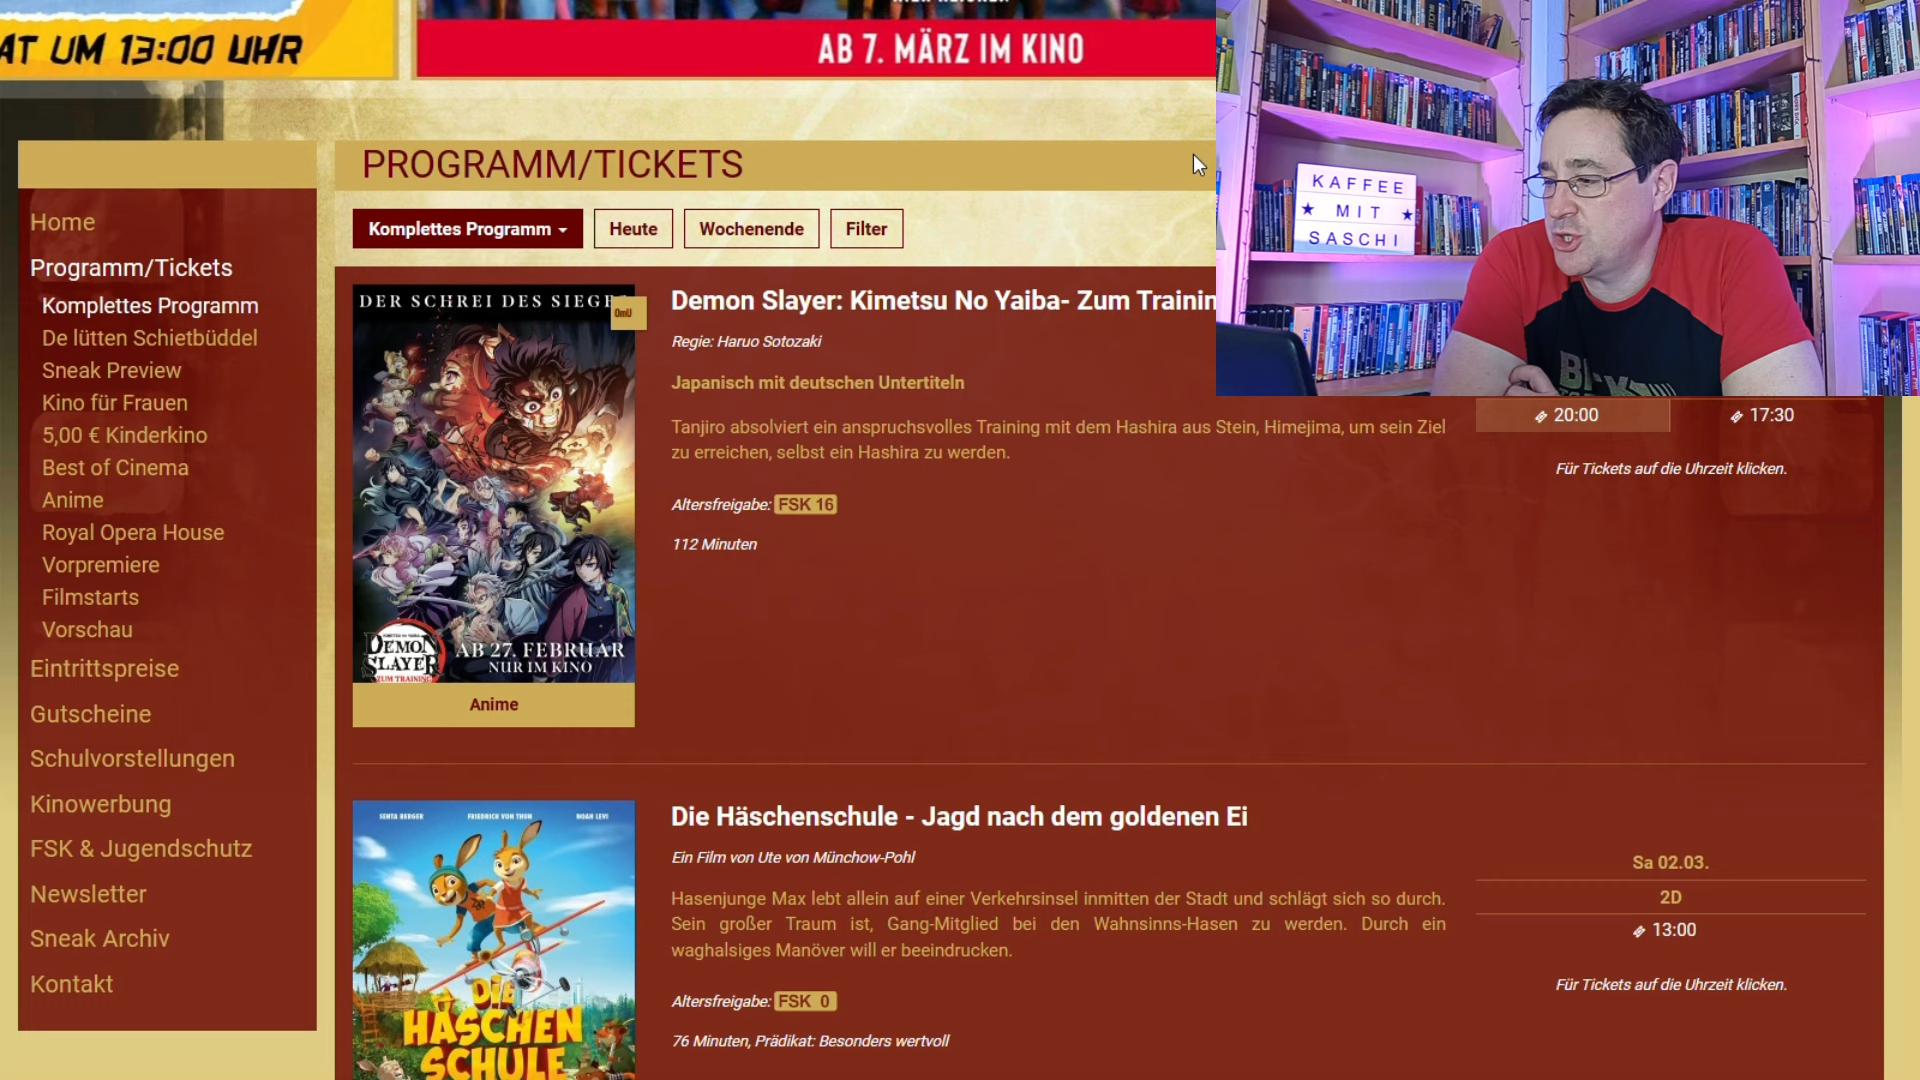 AT UM 13:00 UHR
AB 7. MÄRZ IM KINO
KAFFEE
★ MIT ★
SASCHI
Home
Programm/Tickets
Komplettes Programm
De lütten Schietbüddel
Sneak Preview
Kino für Frauen
5,00 € Kinderkino
Best of Cinema
Anime
Royal Opera House
Vorpremiere
Filmstarts
Vorschau
Eintrittspreise
Gutscheine
Schulvorstellungen
Kinowerbung
FSK & Jugendschutz
Newsletter
Sneak Archiv
Kontakt
PROGRAMM/TICKETS
Komplettes Programm
Heute
Wochenende
Filter
DER SCHREI DES SIEGE
OmU
DEMON
SLAYER
ZUM TRAINING
AB 27. FEBRUAR
NUR IM KINO
Anime
Demon Slayer: Kimetsu No Yaiba- Zum Trainin
Regie: Haruo Sotozaki
Japanisch mit deutschen Untertiteln
Tanjiro absolviert ein anspruchsvolles Training mit dem Hashira aus Stein, Himejima, um sein Ziel
zu erreichen, selbst ein Hashira zu werden.
Altersfreigabe: FSK 16
112 Minuten
20:00
17:30
Für Tickets auf die Uhrzeit klicken.
SENTA BERGER
FRIEDRICH VON THUN
NOAH LEVI
DIE
HÄSCHEN
SCHULE
Die Häschenschule - Jagd nach dem goldenen Ei
Ein Film von Ute von Münchow-Pohl
Hasenjunge Max lebt allein auf einer Verkehrsinsel inmitten der Stadt und schlägt sich so durch.
Sein großer Traum ist, Gang-Mitglied bei den Wahnsinns-Hasen zu werden. Durch ein
waghalsiges Manöver will er beeindrucken.
Altersfreigabe: FSK 0
76 Minuten, Prädikat: Besonders wertvoll
Sa 02.03.
2D
13:00
Für Tickets auf die Uhrzeit klicken.